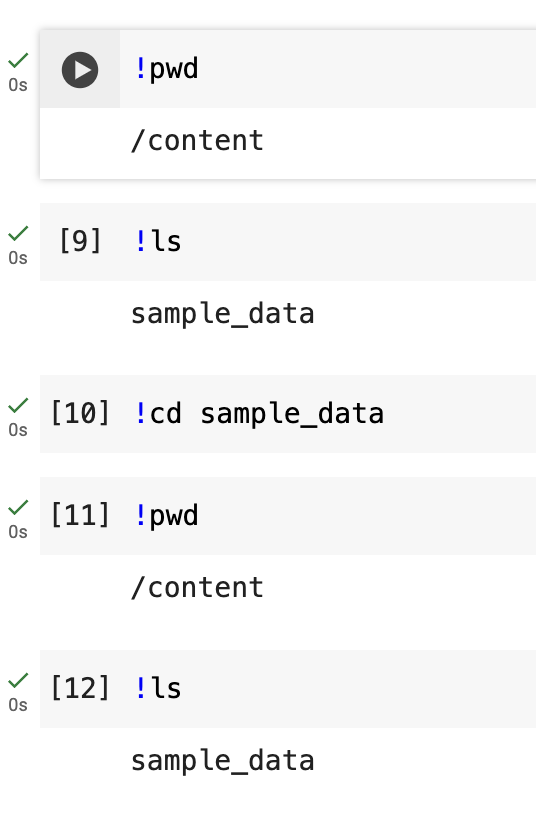 !pwd
0s
/content
[9] !ls
0s
sample_data
[10] !cd sample_data
0s
[11] !pwd
0s
/content
[12] !ls
0s
sample_data